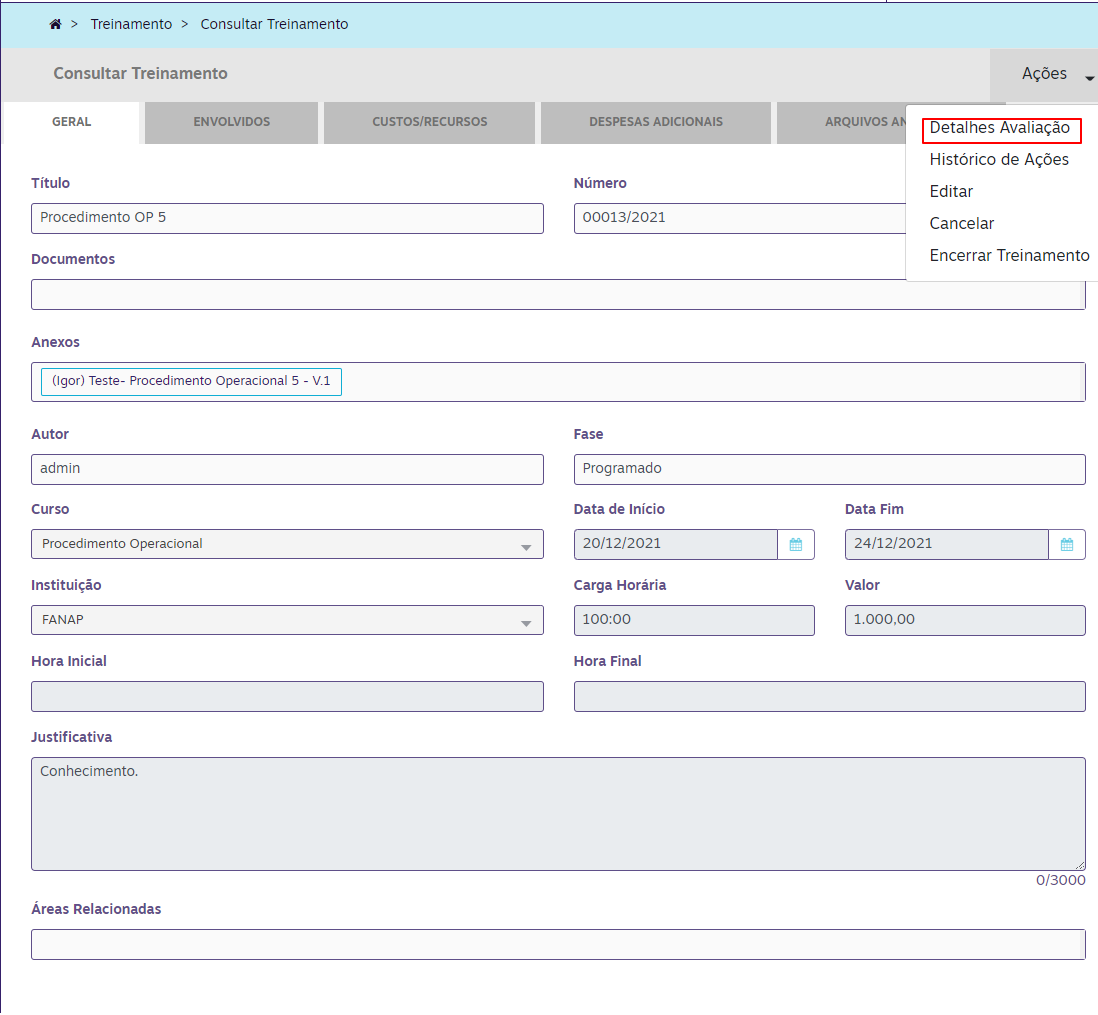 > Treinamento > Consultar Treinamento
Consultar Treinamento
Ações
GERAL
ENVOLVIDOS
CUSTOS/RECURSOS
DESPESAS ADICIONAIS
ARQUIVOS AN
Detalhes Avaliação
Histórico de Ações
Editar
Cancelar
Encerrar Treinamento
Título
Número
Procedimento OP 5
00013/2021
Documentos
Anexos
(Igor) Teste- Procedimento Operacional 5 - V.1
Autor
Fase
admin
Programado
Curso
Data de Início
Data Fim
Procedimento Operacional
20/12/2021
24/12/2021
Instituição
Carga Horária
Valor
FANAP
100:00
1.000,00
Hora Inicial
Hora Final
Justificativa
Conhecimento.
0/3000
Áreas Relacionadas